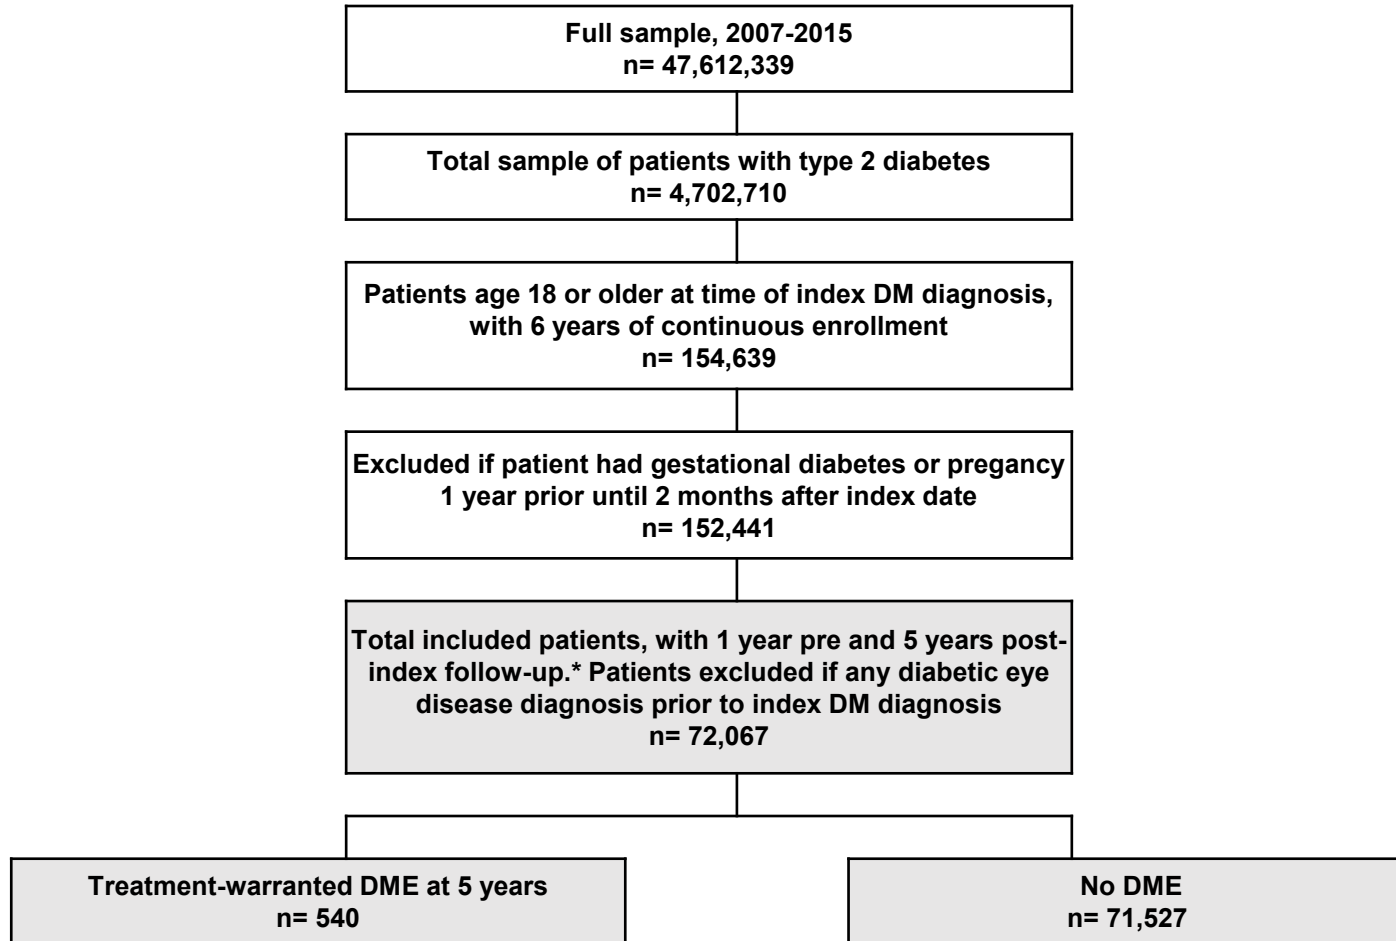 Full sample, 2007-2015
n= 47,612,339
Total sample of patients with type 2 diabetes
n= 4,702,710
Patients age 18 or older at time of index DM diagnosis,
with 6 years of continuous enrollment
n= 154,639
Excluded if patient had gestational diabetes or pregancy
1 year prior until 2 months after index date
n= 152,441
Total included patients, with 1 year pre and 5 years post-
index follow-up.* Patients excluded if any diabetic eye
disease diagnosis prior to index DM diagnosis
n= 72,067
Treatment-warranted DME at 5 years
n= 540
No DME
n= 71,527